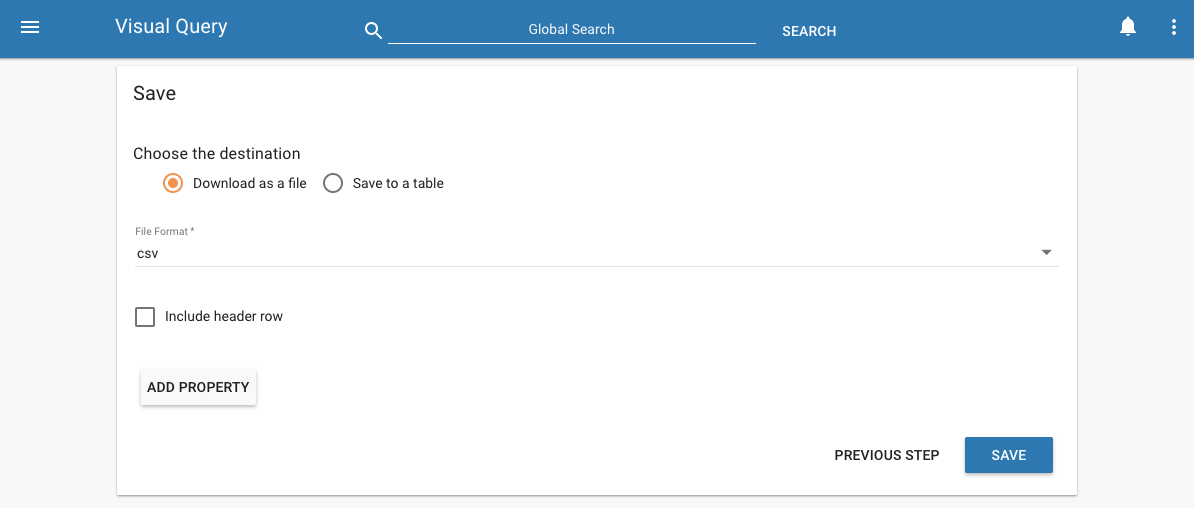 Visual Query
Global Search
SEARCH
Save
Choose the destination
Download as a file Save to a table
File Format *
csv
Include header row
ADD PROPERTY
PREVIOUS STEP SAVE